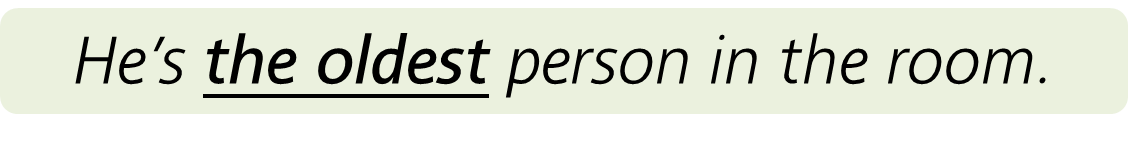 He’s the oldest person in the room.